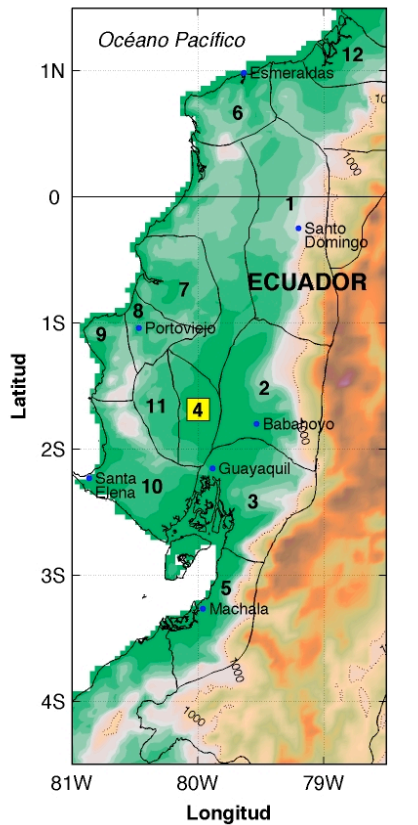 Océano Pacífico
12
1N
Esmeraldas
10
6
1000
0
1
Santo
Domingo
ECUADOR
7
8
1S
9
Portoviejo
2
11
4
Babahoyo
2S
Guayaquil
Santa
Elena
10
3
3S
5
Machala
1000
4S
1000
81W
80W
79W
Latitud
Longitud